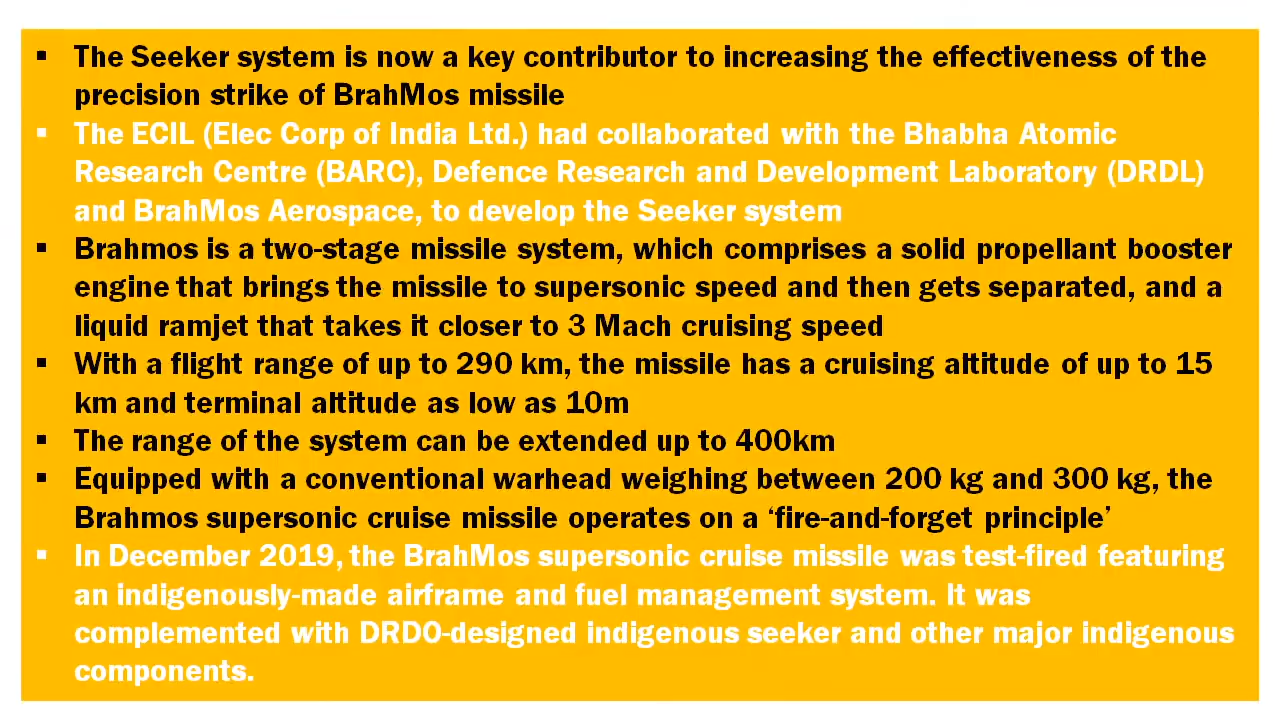 ▪ The Seeker system is now a key contributor to increasing the effectiveness of the
precision strike of BrahMos missile
▪ The ECIL (Elec Corp of India Ltd.) had collaborated with the Bhabha Atomic
Research Centre (BARC), Defence Research and Development Laboratory (DRDL)
and BrahMos Aerospace, to develop the Seeker system
▪ Brahmos is a two-stage missile system, which comprises a solid propellant booster
engine that brings the missile to supersonic speed and then gets separated, and a
liquid ramjet that takes it closer to 3 Mach cruising speed
▪ With a flight range of up to 290 km, the missile has a cruising altitude of up to 15
km and terminal altitude as low as 10m
▪ The range of the system can be extended up to 400km
▪ Equipped with a conventional warhead weighing between 200 kg and 300 kg, the
Brahmos supersonic cruise missile operates on a ‘fire-and-forget principle’
▪ In December 2019, the BrahMos supersonic cruise missile was test-fired featuring
an indigenously-made airframe and fuel management system. It was
complemented with DRDO-designed indigenous seeker and other major indigenous
components.